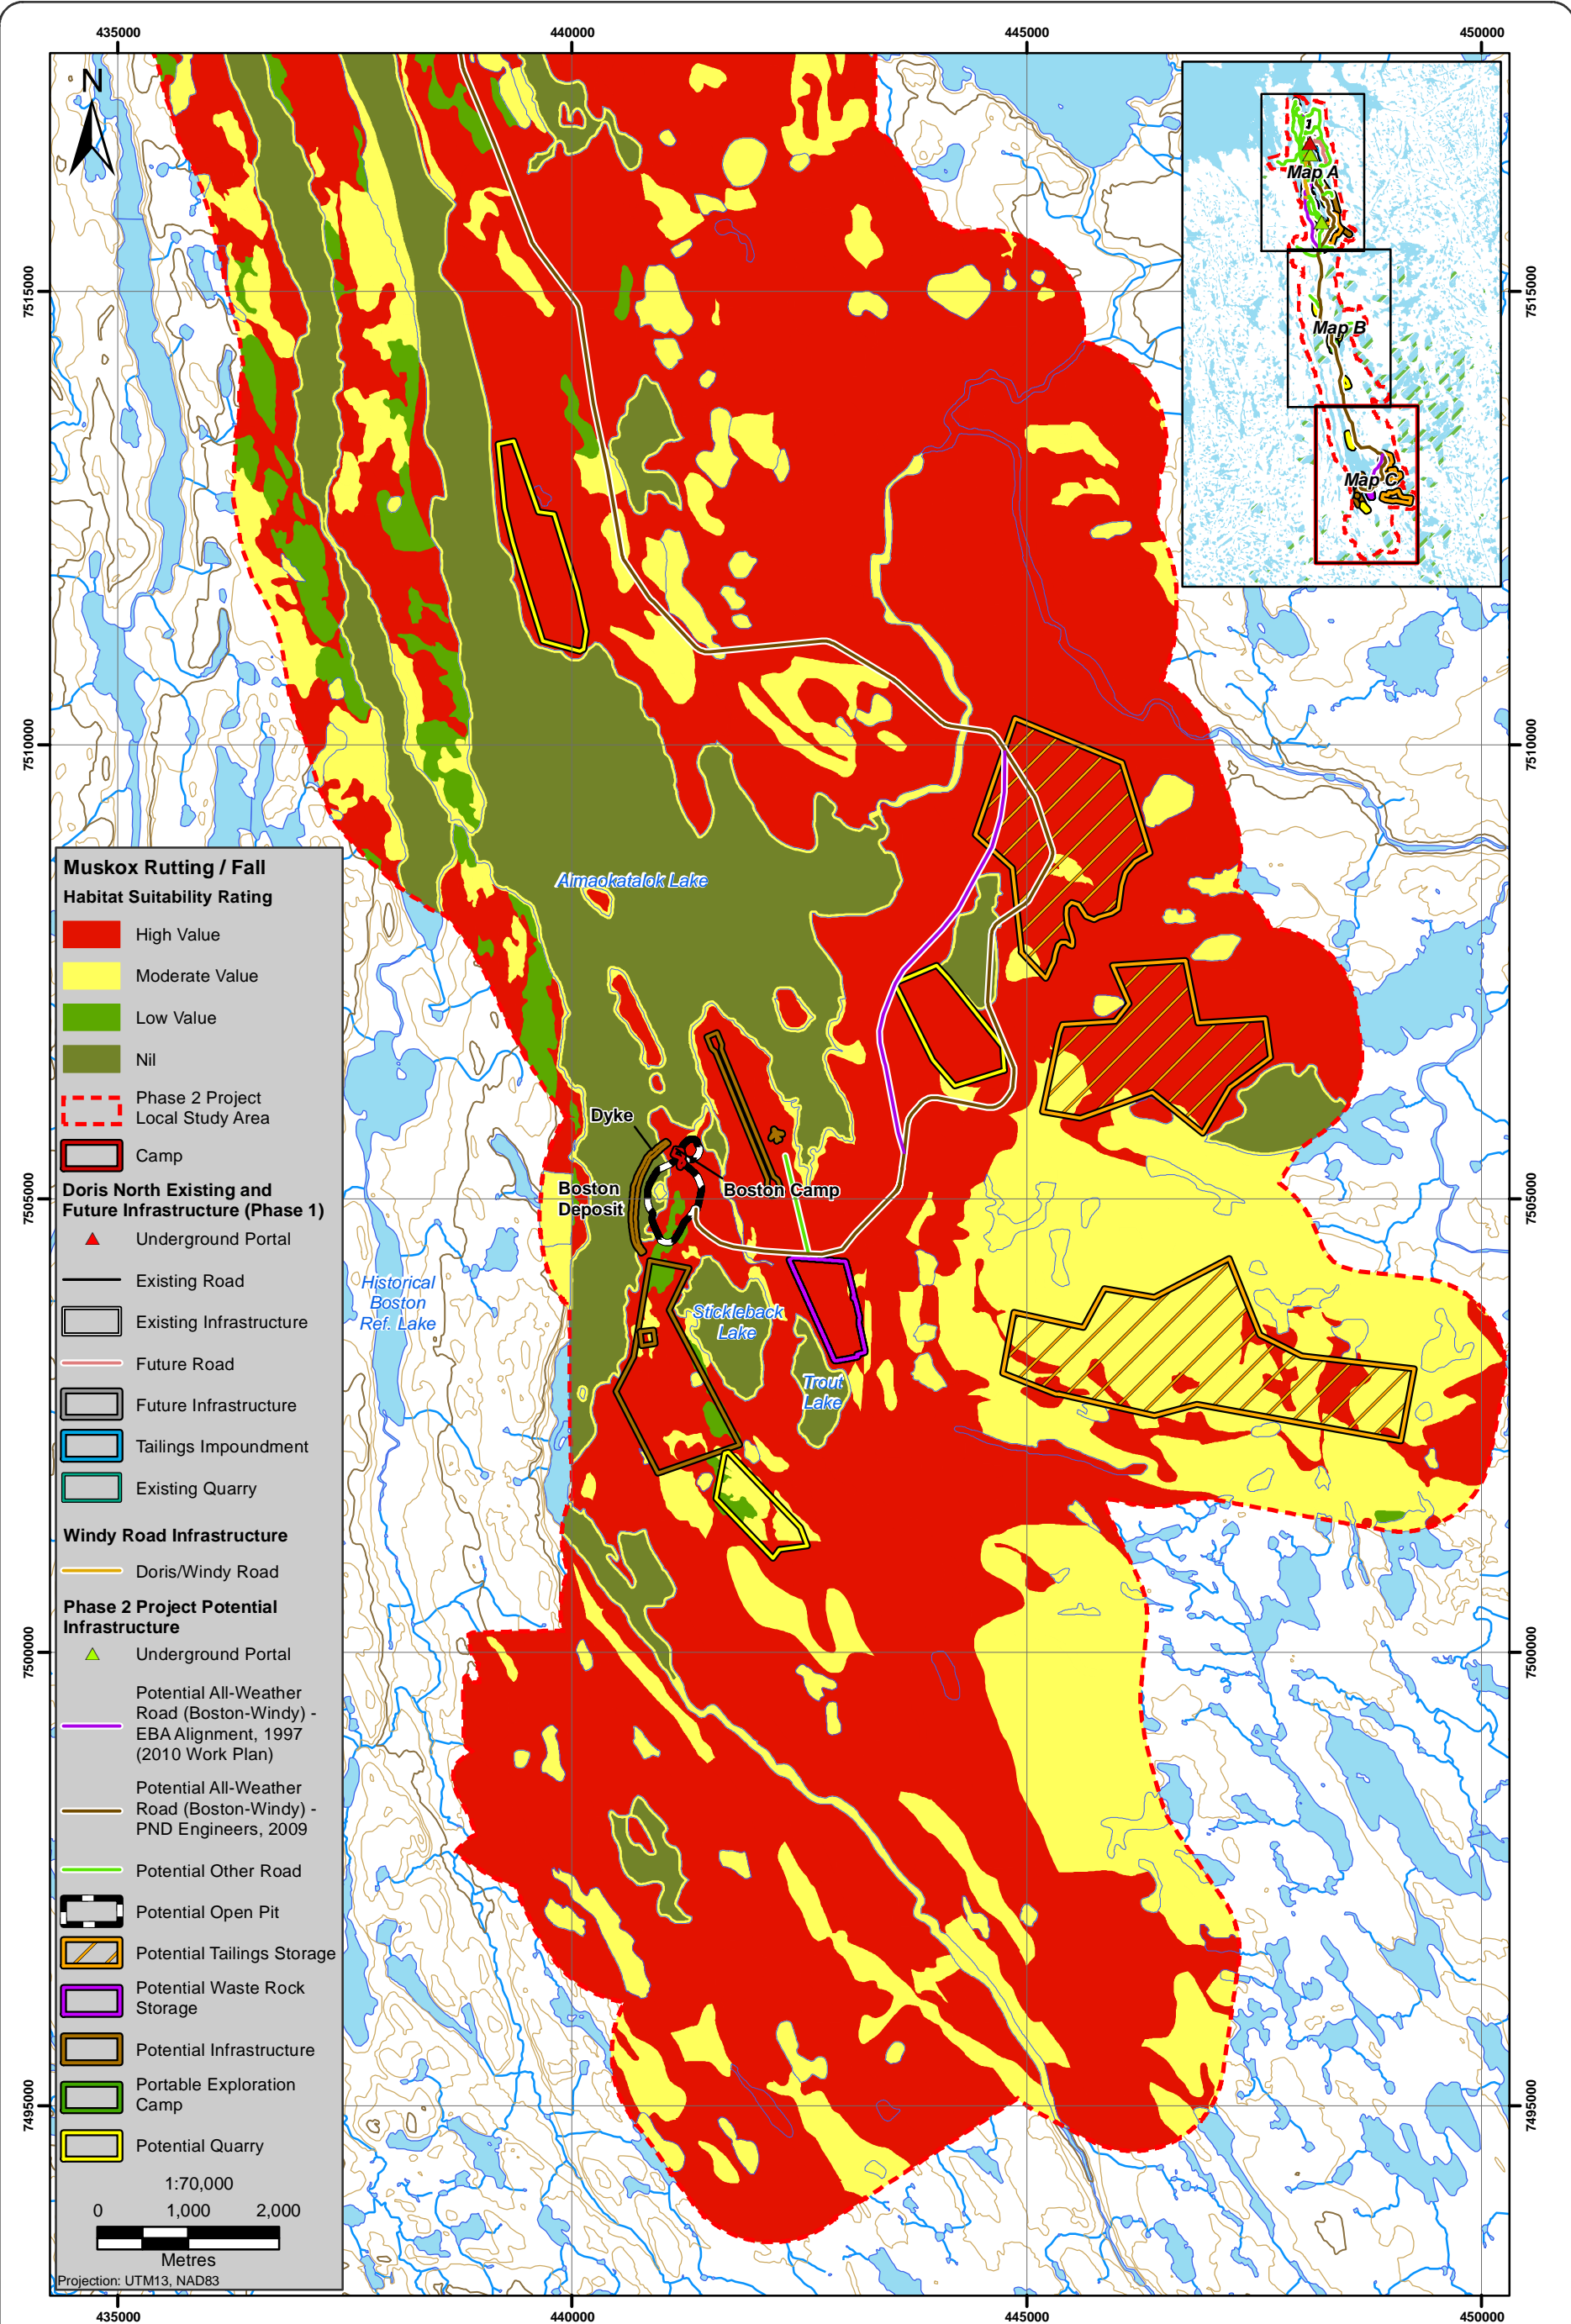 435000
440000
445000
450000
N
7515000
7515000
1
Map A
Map B
Map C
7510000
7510000
Muskox Rutting / Fall
Habitat Suitability Rating
High Value
Moderate Value
Low Value
Nil
Phase 2 Project
Local Study Area
Camp
Doris North Existing and
Future Infrastructure (Phase 1)
Underground Portal
Existing Road
Existing Infrastructure
Future Road
Future Infrastructure
Tailings Impoundment
Existing Quarry
Windy Road Infrastructure
Doris/Windy Road
Phase 2 Project Potential
Infrastructure
Underground Portal
Potential All-Weather
Road (Boston-Windy) -
EBA Alignment, 1997
(2010 Work Plan)
Potential All-Weather
Road (Boston-Windy) -
PND Engineers, 2009
Potential Other Road
Potential Open Pit
Potential Tailings Storage
Potential Waste Rock
Storage
Potential Infrastructure
Portable Exploration
Camp
Potential Quarry
1:70,000
0 1,000 2,000
Metres
Projection: UTM13, NAD83
Aimaokatalok Lake
Dyke
Boston
Deposit
Boston Camp
7505000
7505000
Historical
Boston
Ref. Lake
Stickleback
Lake
Trout
Lake
7500000
7500000
7495000
7495000
435000
440000
445000
450000